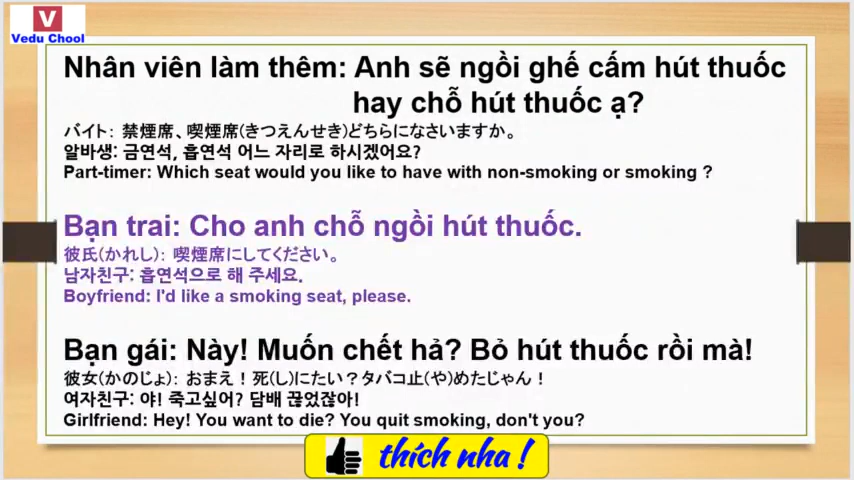 V
Vedu Chool
Nhân viên làm thêm: Anh sẽ ngồi ghế cấm hút thuốc
hay chỗ hút thuốc ạ?
バイト： 禁煙席、喫煙席(きつえんせき)どちらになさいますか。
알바생: 금연석, 흡연석 어느 자리로 하시겠어요?
Part-timer: Which seat would you like to have with non-smoking or smoking ?
Bạn trai: Cho anh chỗ ngồi hút thuốc.
彼氏(かれし)： 喫煙席にしてください。
남자친구: 흡연석으로 해 주세요.
Boyfriend: I'd like a smoking seat, please.
Bạn gái: Này! Muốn chết hả? Bỏ hút thuốc rồi mà!
彼女(かのじょ)： おまえ！死(し)にたい？タバコ止(や)めたじゃん！
여자친구: 야! 죽고싶어? 담배 끊었잖아!
Girlfriend: Hey! You want to die? You quit smoking, don't you?
thích nha !